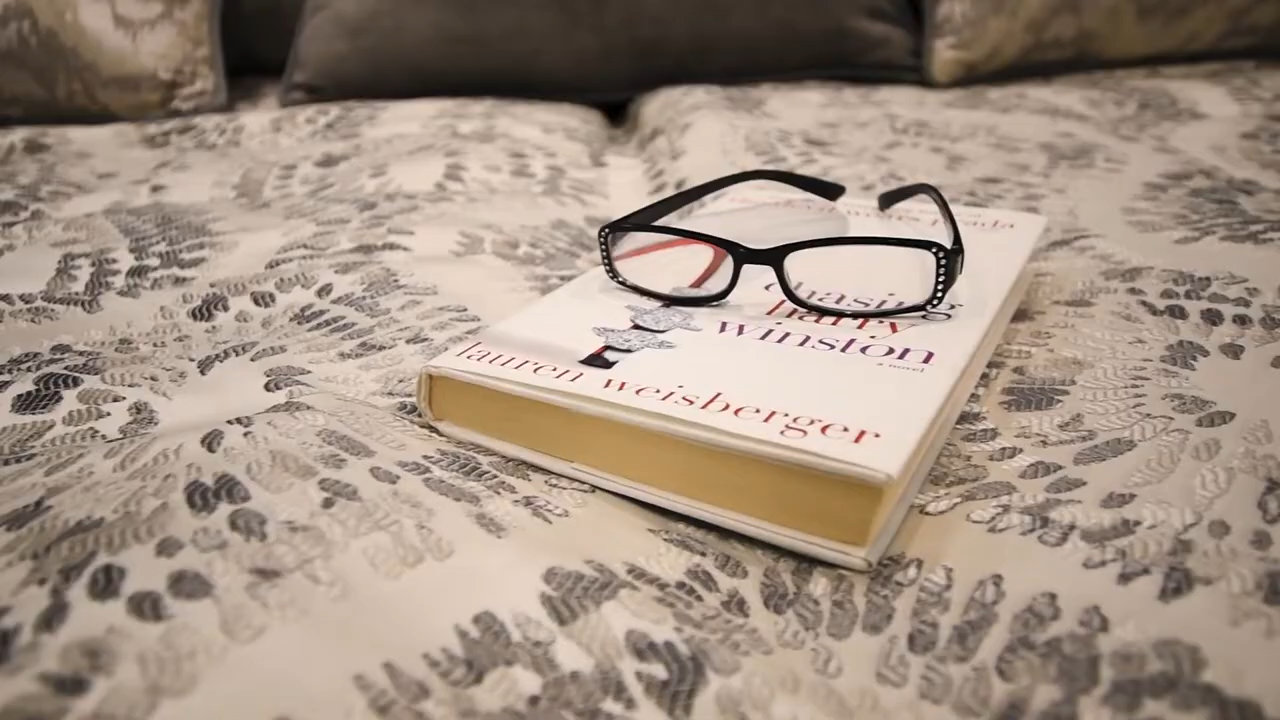 chasing
harry
winston
a novel
lauren weisberger